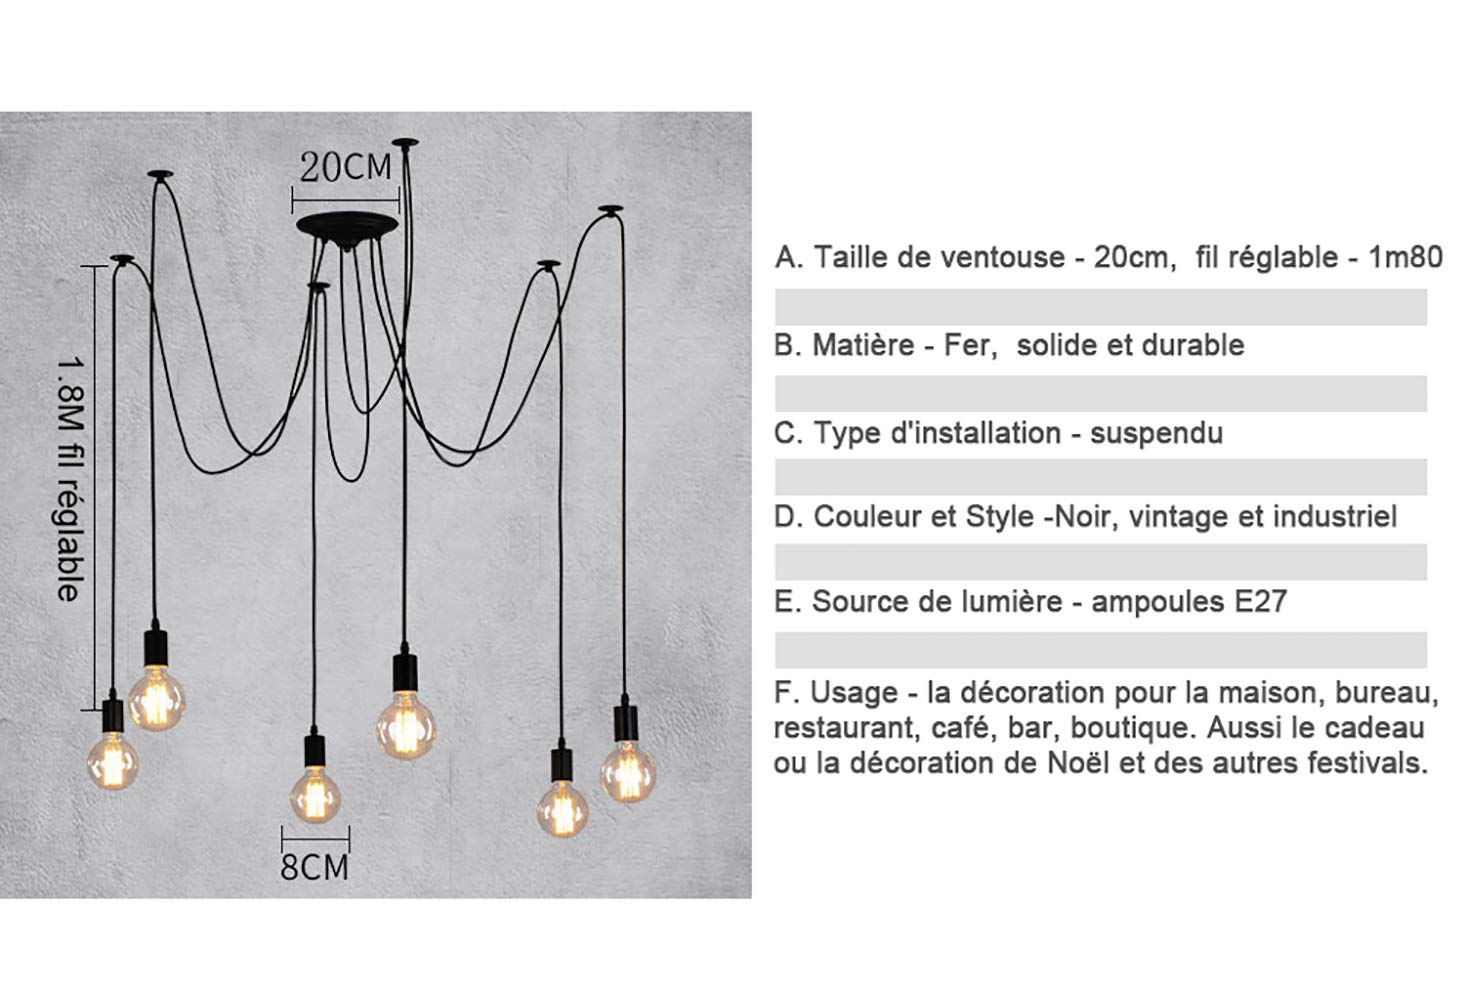 20CM
1.8M fil réglable
8CM
A. Taille de ventouse - 20cm, fil réglable - 1m80
B. Matière - Fer, solide et durable
C. Type d'installation - suspendu
D. Couleur et Style -Noir, vintage et industriel
E. Source de lumière - ampoules E27
F. Usage - la décoration pour la maison, bureau,
restaurant, café, bar, boutique. Aussi le cadeau
ou la décoration de Noël et des autres festivals.